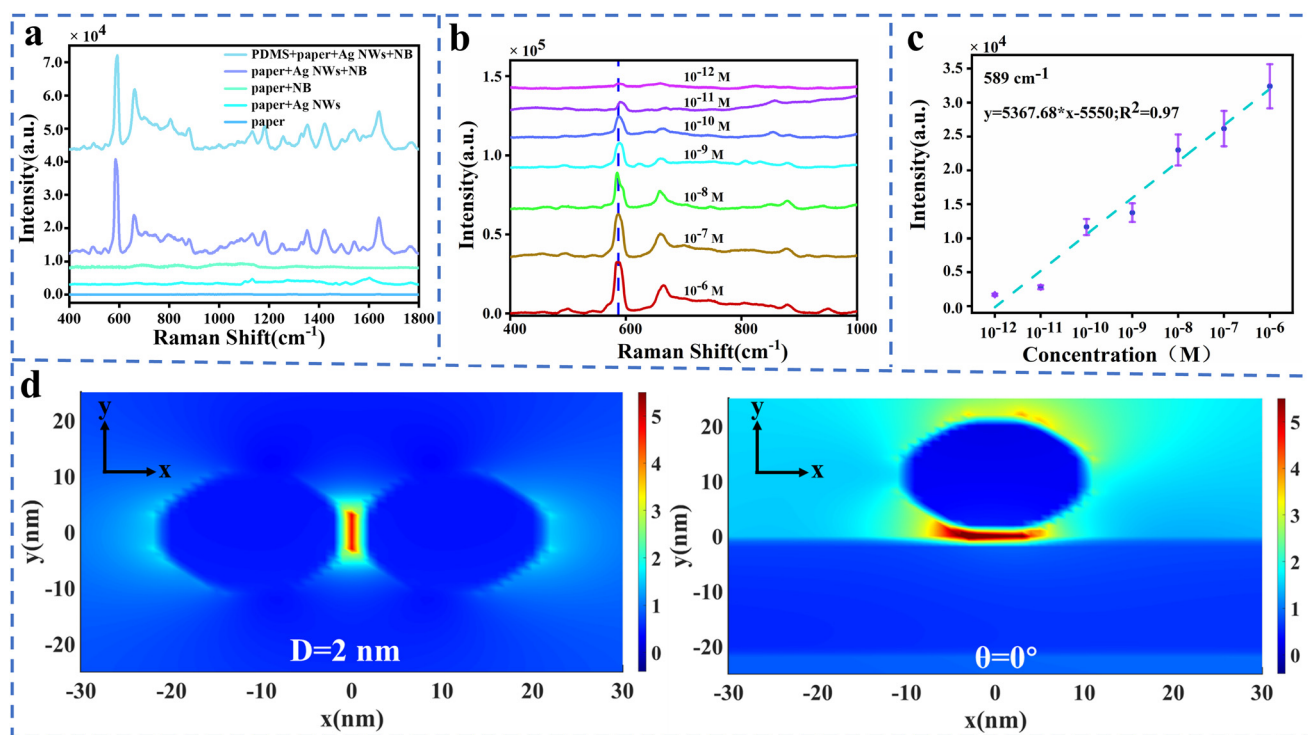 a
× 10⁴
PDMS+paper+Ag NWs+NB
paper+Ag NWs+NB
paper+NB
paper+Ag NWs
paper
7.0
6.0
5.0
4.0
3.0
2.0
1.0
0.0
Intensity(a.u.)
400 600 800 1000 1200 1400 1600 1800
Raman Shift(cm⁻¹)
b
× 10⁵
1.5
1.0
0.5
0.0
Intensity(a.u.)
10⁻¹² M
10⁻¹¹ M
10⁻¹⁰ M
10⁻⁹ M
10⁻⁸ M
10⁻⁷ M
10⁻⁶ M
400 600 800 1000
Raman Shift(cm⁻¹)
c
× 10⁴
589 cm⁻¹
y=5367.68*x-5550;R²=0.97
3.5
3.0
2.5
2.0
1.5
1.0
0.5
0.0
Intensity(a.u.)
10⁻¹² 10⁻¹¹ 10⁻¹⁰ 10⁻⁹ 10⁻⁸ 10⁻⁷ 10⁻⁶
Concentration（M）
d
y
x
20
10
0
-10
-20
y(nm)
D=2 nm
-30 -20 -10 0 10 20 30
x(nm)
5
4
3
2
1
0
y
x
20
10
0
-10
-20
y(nm)
θ=0°
-30 -20 -10 0 10 20 30
x(nm)
5
4
3
2
1
0